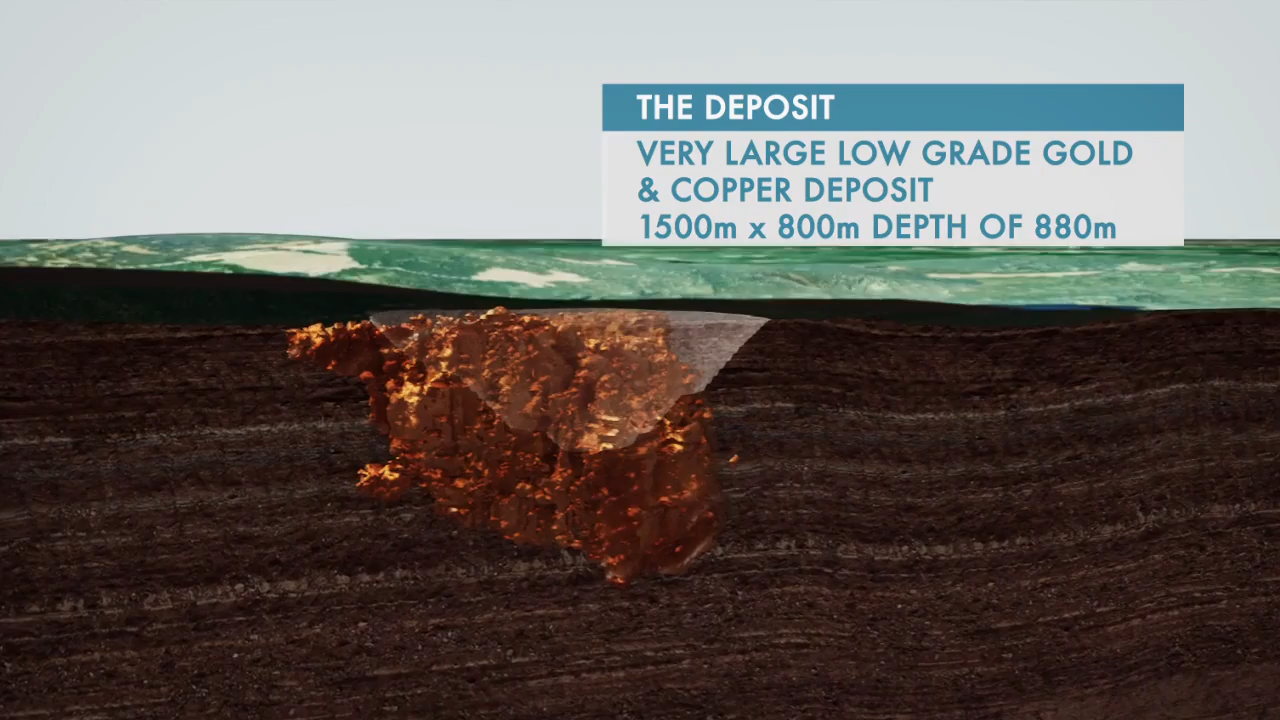 THE DEPOSIT
VERY LARGE LOW GRADE GOLD
& COPPER DEPOSIT
1500m x 800m DEPTH OF 880m